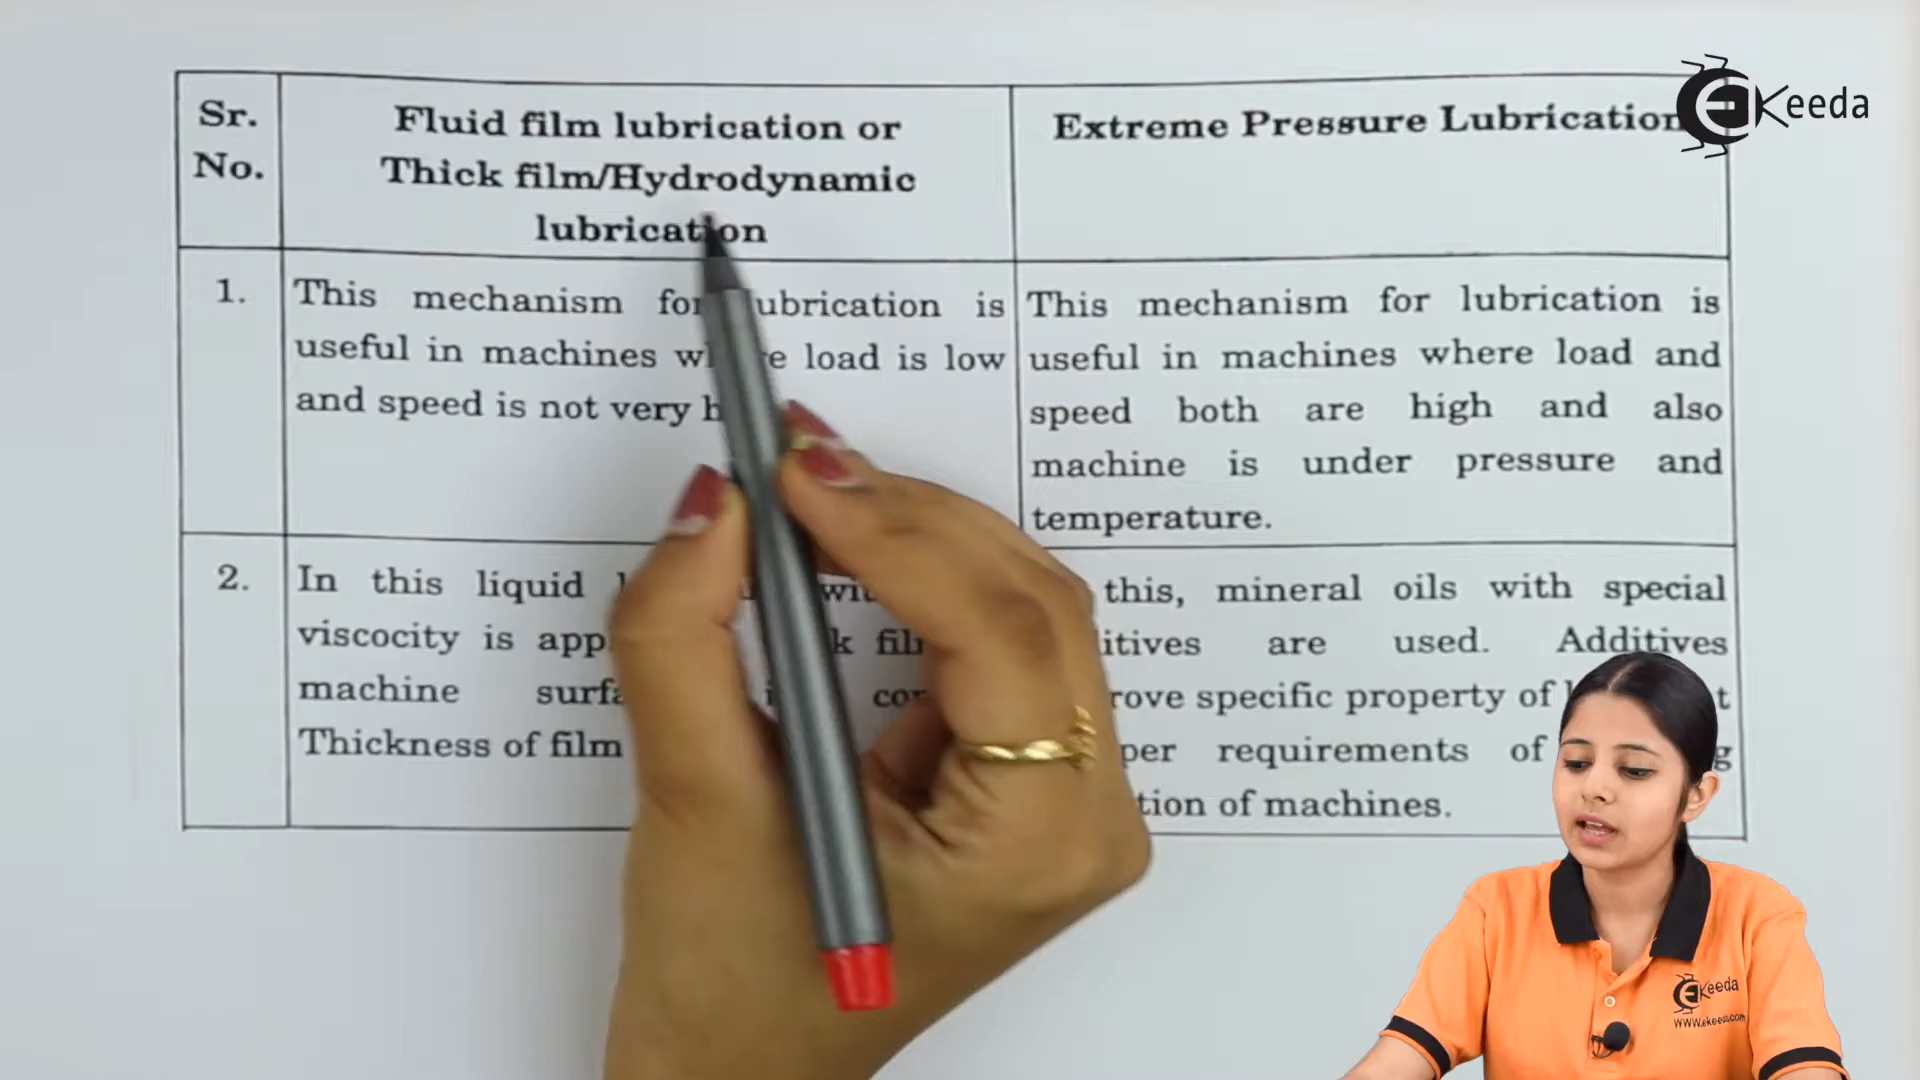 Sr.
No.
Fluid film lubrication or
Thick film/Hydrodynamic
lubrication
Extreme Pressure Lubrication
Keeda
1.
This mechanism for lubrication is
useful in machines where load is low
and speed is not very
This mechanism for lubrication is
useful in machines where load and
speed both are high and also
machine is under pressure and
temperature.
2.
In this liquid
viscocity is
machine
Thickness of film
this, mineral oils with special
are used. Additives
specific property of
per requirements of
of machines.
Keeda
www.ekeeda.com